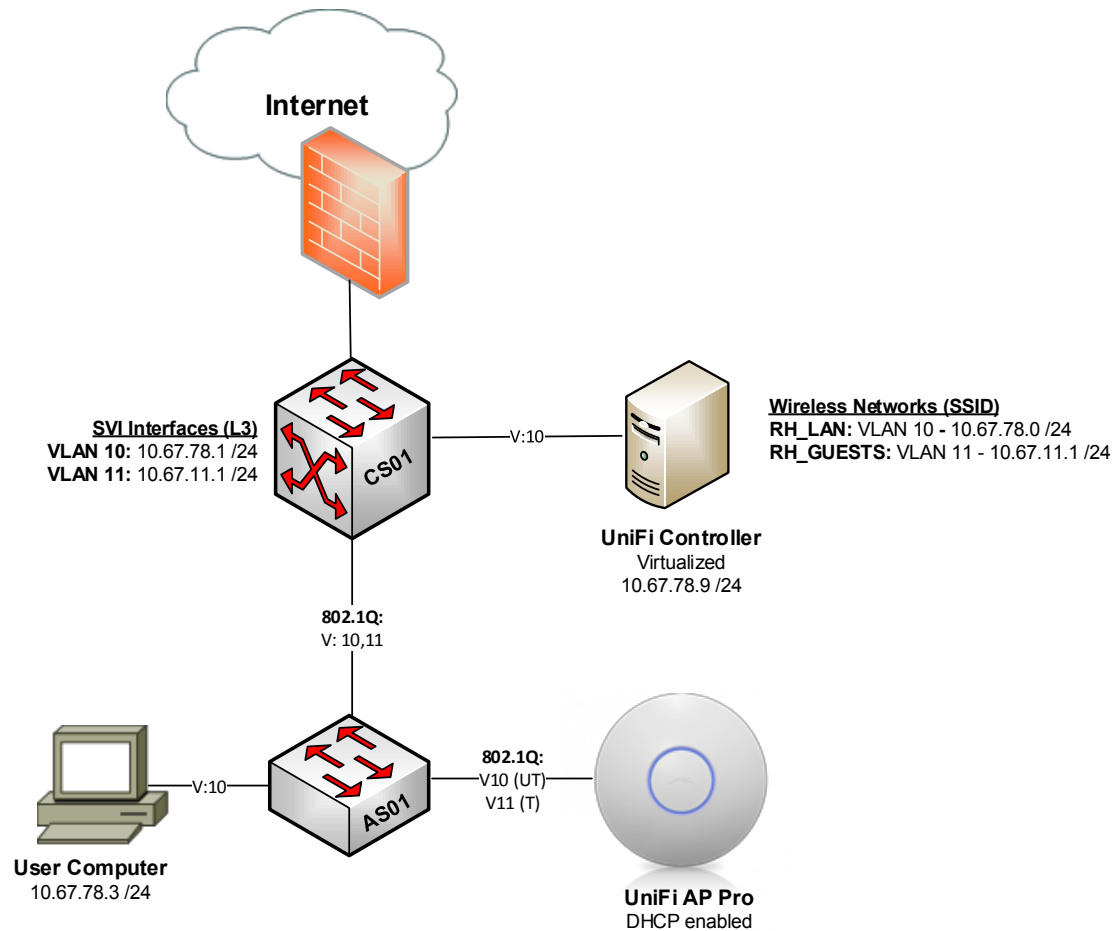 Internet
SVI Interfaces (L3)
VLAN 10: 10.67.78.1 /24
VLAN 11: 10.67.11.1 /24
CS01
V:10
Wireless Networks (SSID)
RH_LAN: VLAN 10 - 10.67.78.0 /24
RH_GUESTS: VLAN 11 - 10.67.11.1 /24
UniFi Controller
Virtualized
10.67.78.9 /24
802.1Q:
V: 10,11
V:10
AS01
802.1Q:
V10 (UT)
V11 (T)
User Computer
10.67.78.3 /24
UniFi AP Pro
DHCP enabled